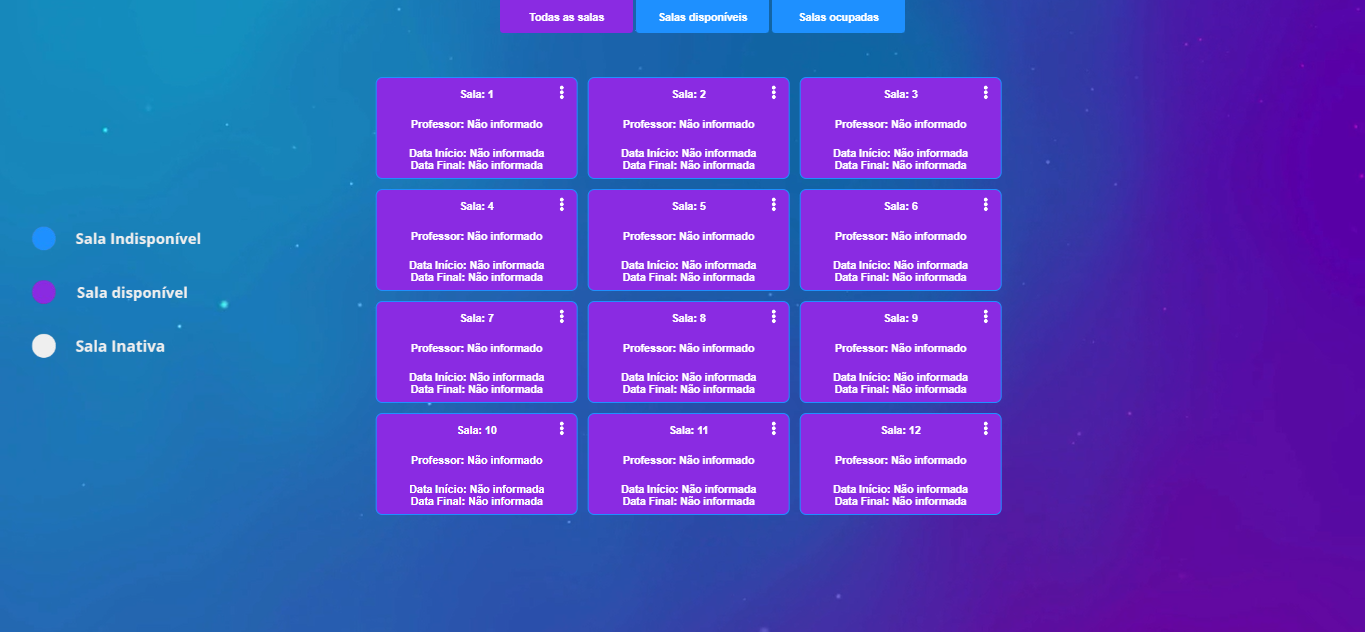 Todas as salas
Salas disponíveis
Salas ocupadas
Sala: 1
Professor: Não informado
Data Início: Não informada
Data Final: Não informada
Sala: 2
Professor: Não informado
Data Início: Não informada
Data Final: Não informada
Sala: 3
Professor: Não informado
Data Início: Não informada
Data Final: Não informada
Sala: 4
Professor: Não informado
Data Início: Não informada
Data Final: Não informada
Sala: 5
Professor: Não informado
Data Início: Não informada
Data Final: Não informada
Sala: 6
Professor: Não informado
Data Início: Não informada
Data Final: Não informada
Sala Indisponível
Sala disponível
Sala Inativa
Sala: 7
Professor: Não informado
Data Início: Não informada
Data Final: Não informada
Sala: 8
Professor: Não informado
Data Início: Não informada
Data Final: Não informada
Sala: 9
Professor: Não informado
Data Início: Não informada
Data Final: Não informada
Sala: 10
Professor: Não informado
Data Início: Não informada
Data Final: Não informada
Sala: 11
Professor: Não informado
Data Início: Não informada
Data Final: Não informada
Sala: 12
Professor: Não informado
Data Início: Não informada
Data Final: Não informada